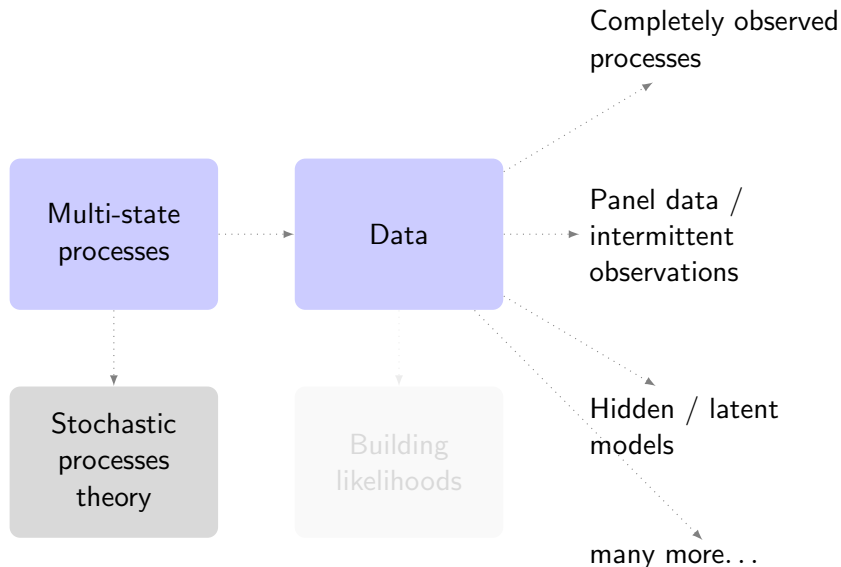 Completely observed
processes
Multi-state
processes
Data
Panel data /
intermittent
observations
Stochastic
processes
theory
Building
likelihoods
Hidden / latent
models
many more...